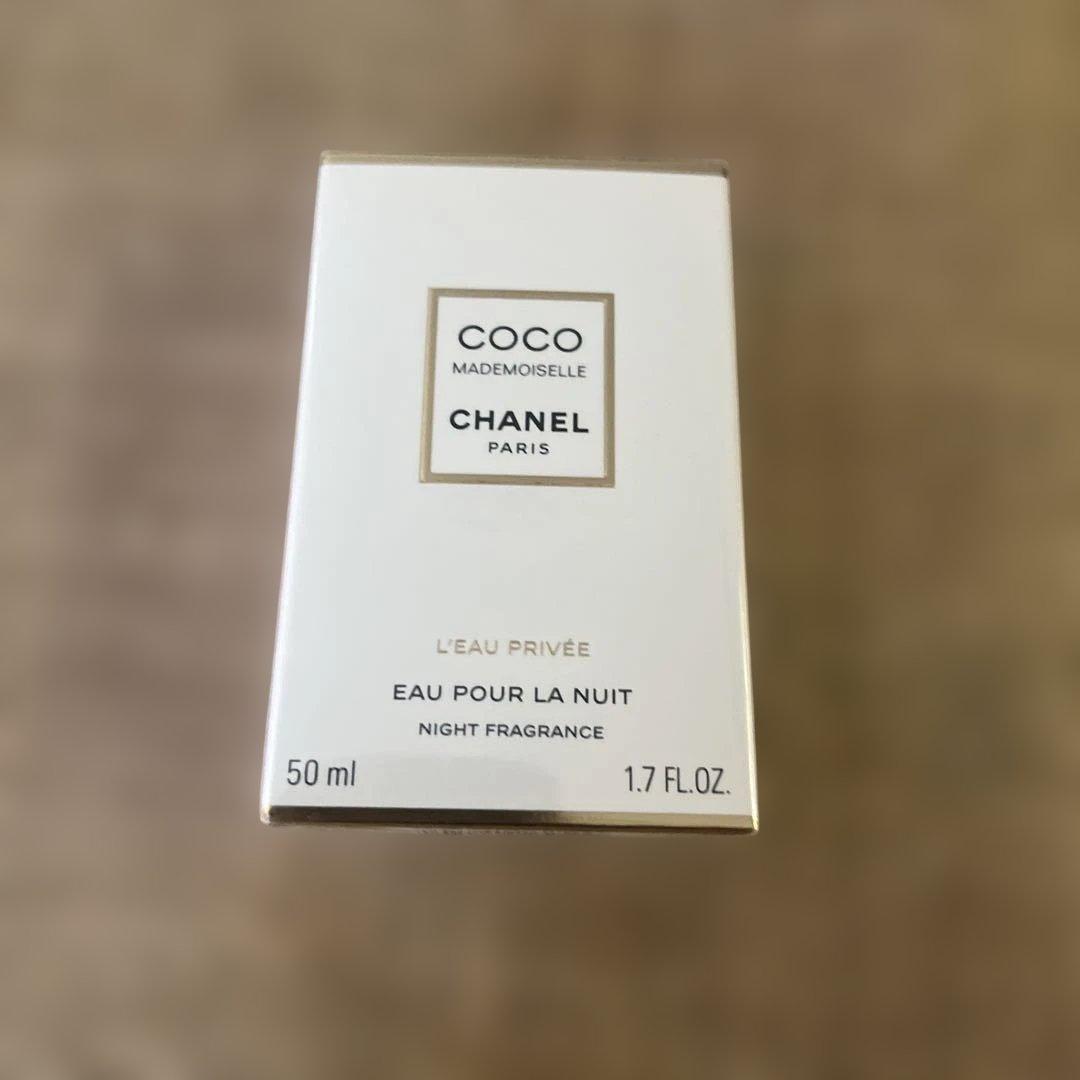 COCO
MADEMOISELLE
CHANEL
PARIS
L'EAU PRIVÉE
EAU POUR LA NUIT
NIGHT FRAGRANCE
50 ml
1.7 FL.OZ.